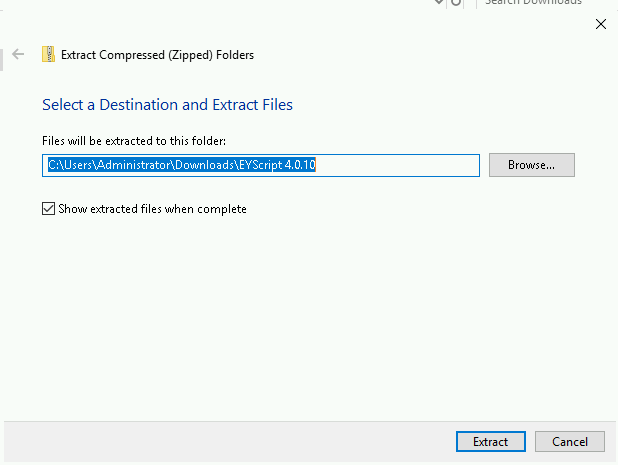 Search Downloads
Extract Compressed (Zipped) Folders
Select a Destination and Extract Files
Files will be extracted to this folder:
C:\Users\Administrator\Downloads\EYScript 4.0.10
Browse...
Show extracted files when complete
Extract
Cancel